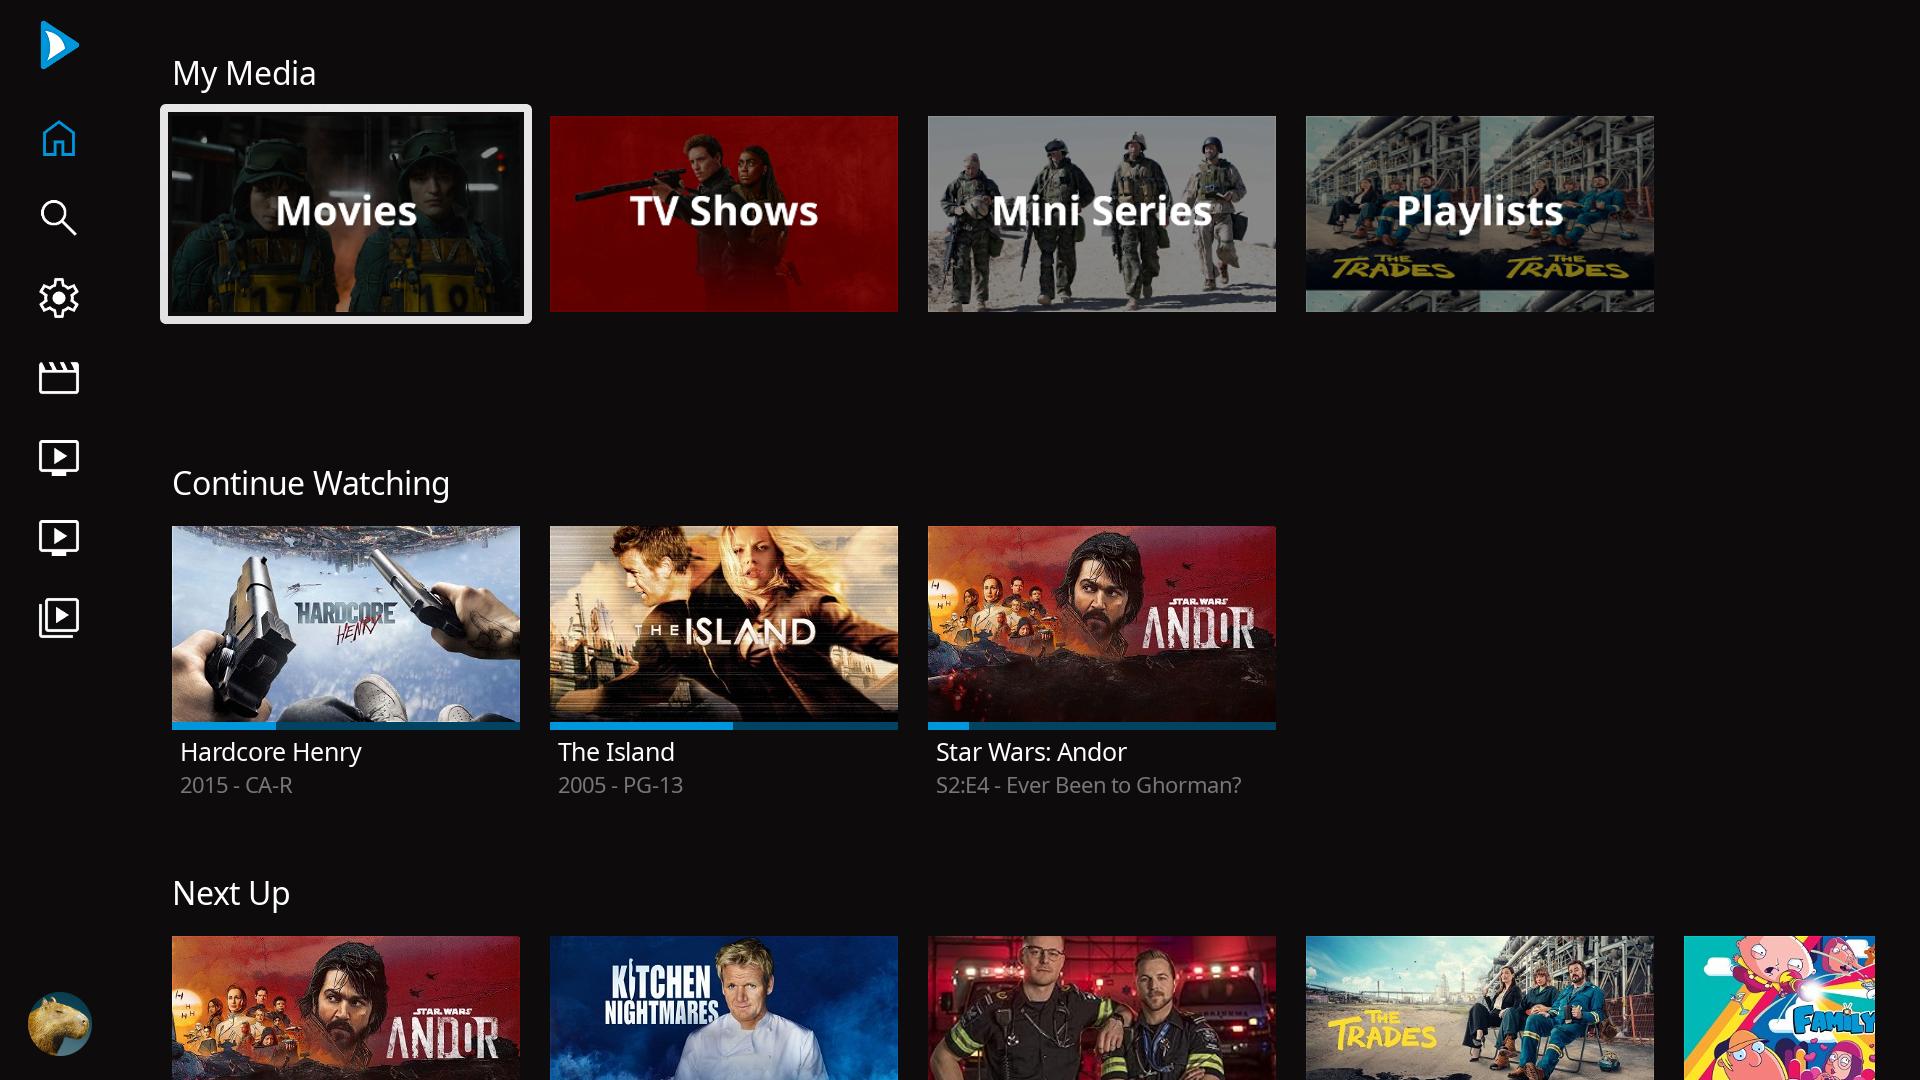 My Media
Movies
TV Shows
Mini Series
Playlists
17
THE
TRADES
THE
TRADES
Continue Watching
HARDCORE
HENRY
THE ISLAND
STAR WARS
ANDOR
Hardcore Henry
2015 - CA-R
The Island
2005 - PG-13
Star Wars: Andor
S2:E4 - Ever Been to Ghorman?
Next Up
STAR WARS
ANDOR
KITCHEN
NIGHTMARES
THE
TRADES
FAMILY